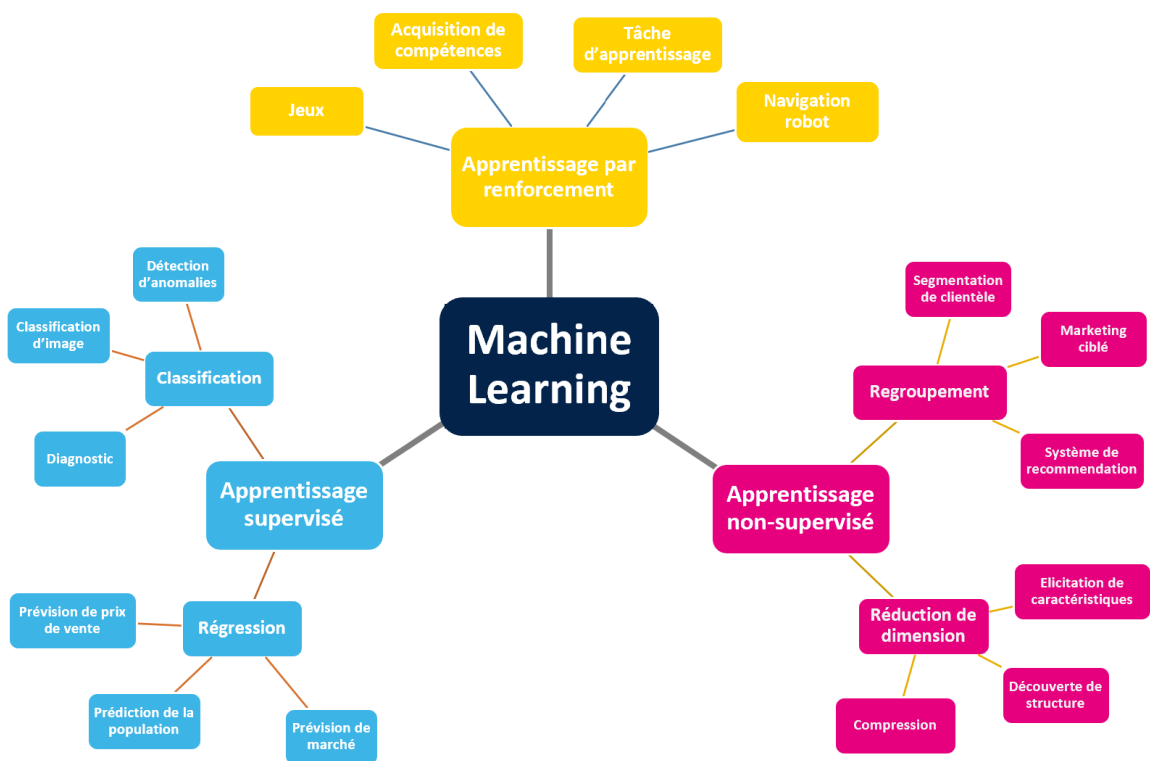 Acquisition de
compétences
Tâche
d'apprentissage
Jeux
Navigation
robot
Apprentissage par
renforcement
Machine
Learning
Détection
d'anomalies
Classification
d'image
Classification
Diagnostic
Apprentissage
supervisé
Régression
Prévision de prix
de vente
Prédiction de la
population
Prévision de
marché
Segmentation
de clientèle
Marketing
ciblé
Regroupement
Système de
recommendation
Apprentissage
non-supervisé
Elicitation de
caractéristiques
Réduction de
dimension
Découverte de
structure
Compression